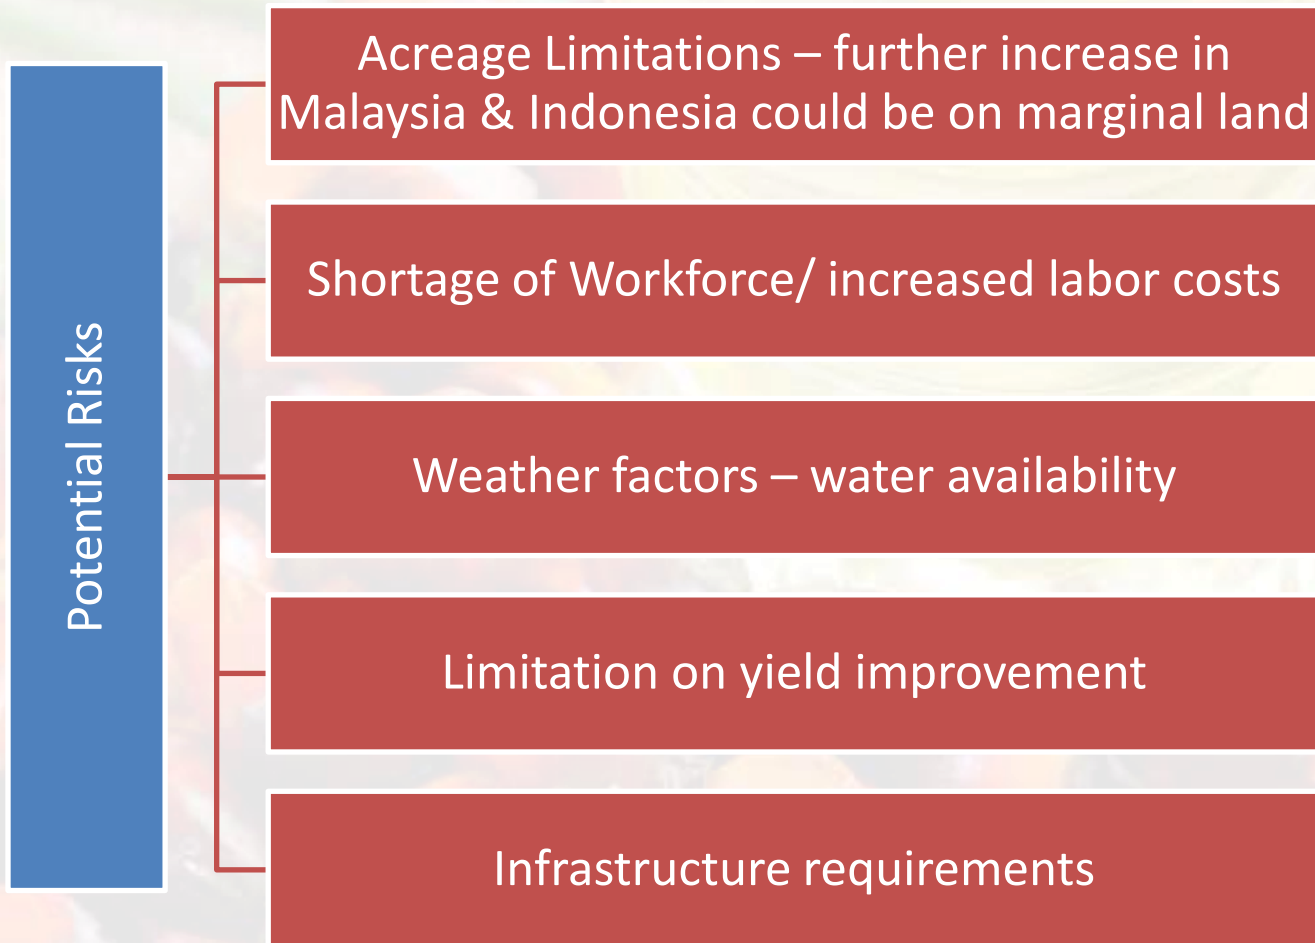 Potential Risks
Acreage Limitations – further increase in
Malaysia & Indonesia could be on marginal land
Shortage of Workforce/ increased labor costs
Weather factors – water availability
Limitation on yield improvement
Infrastructure requirements